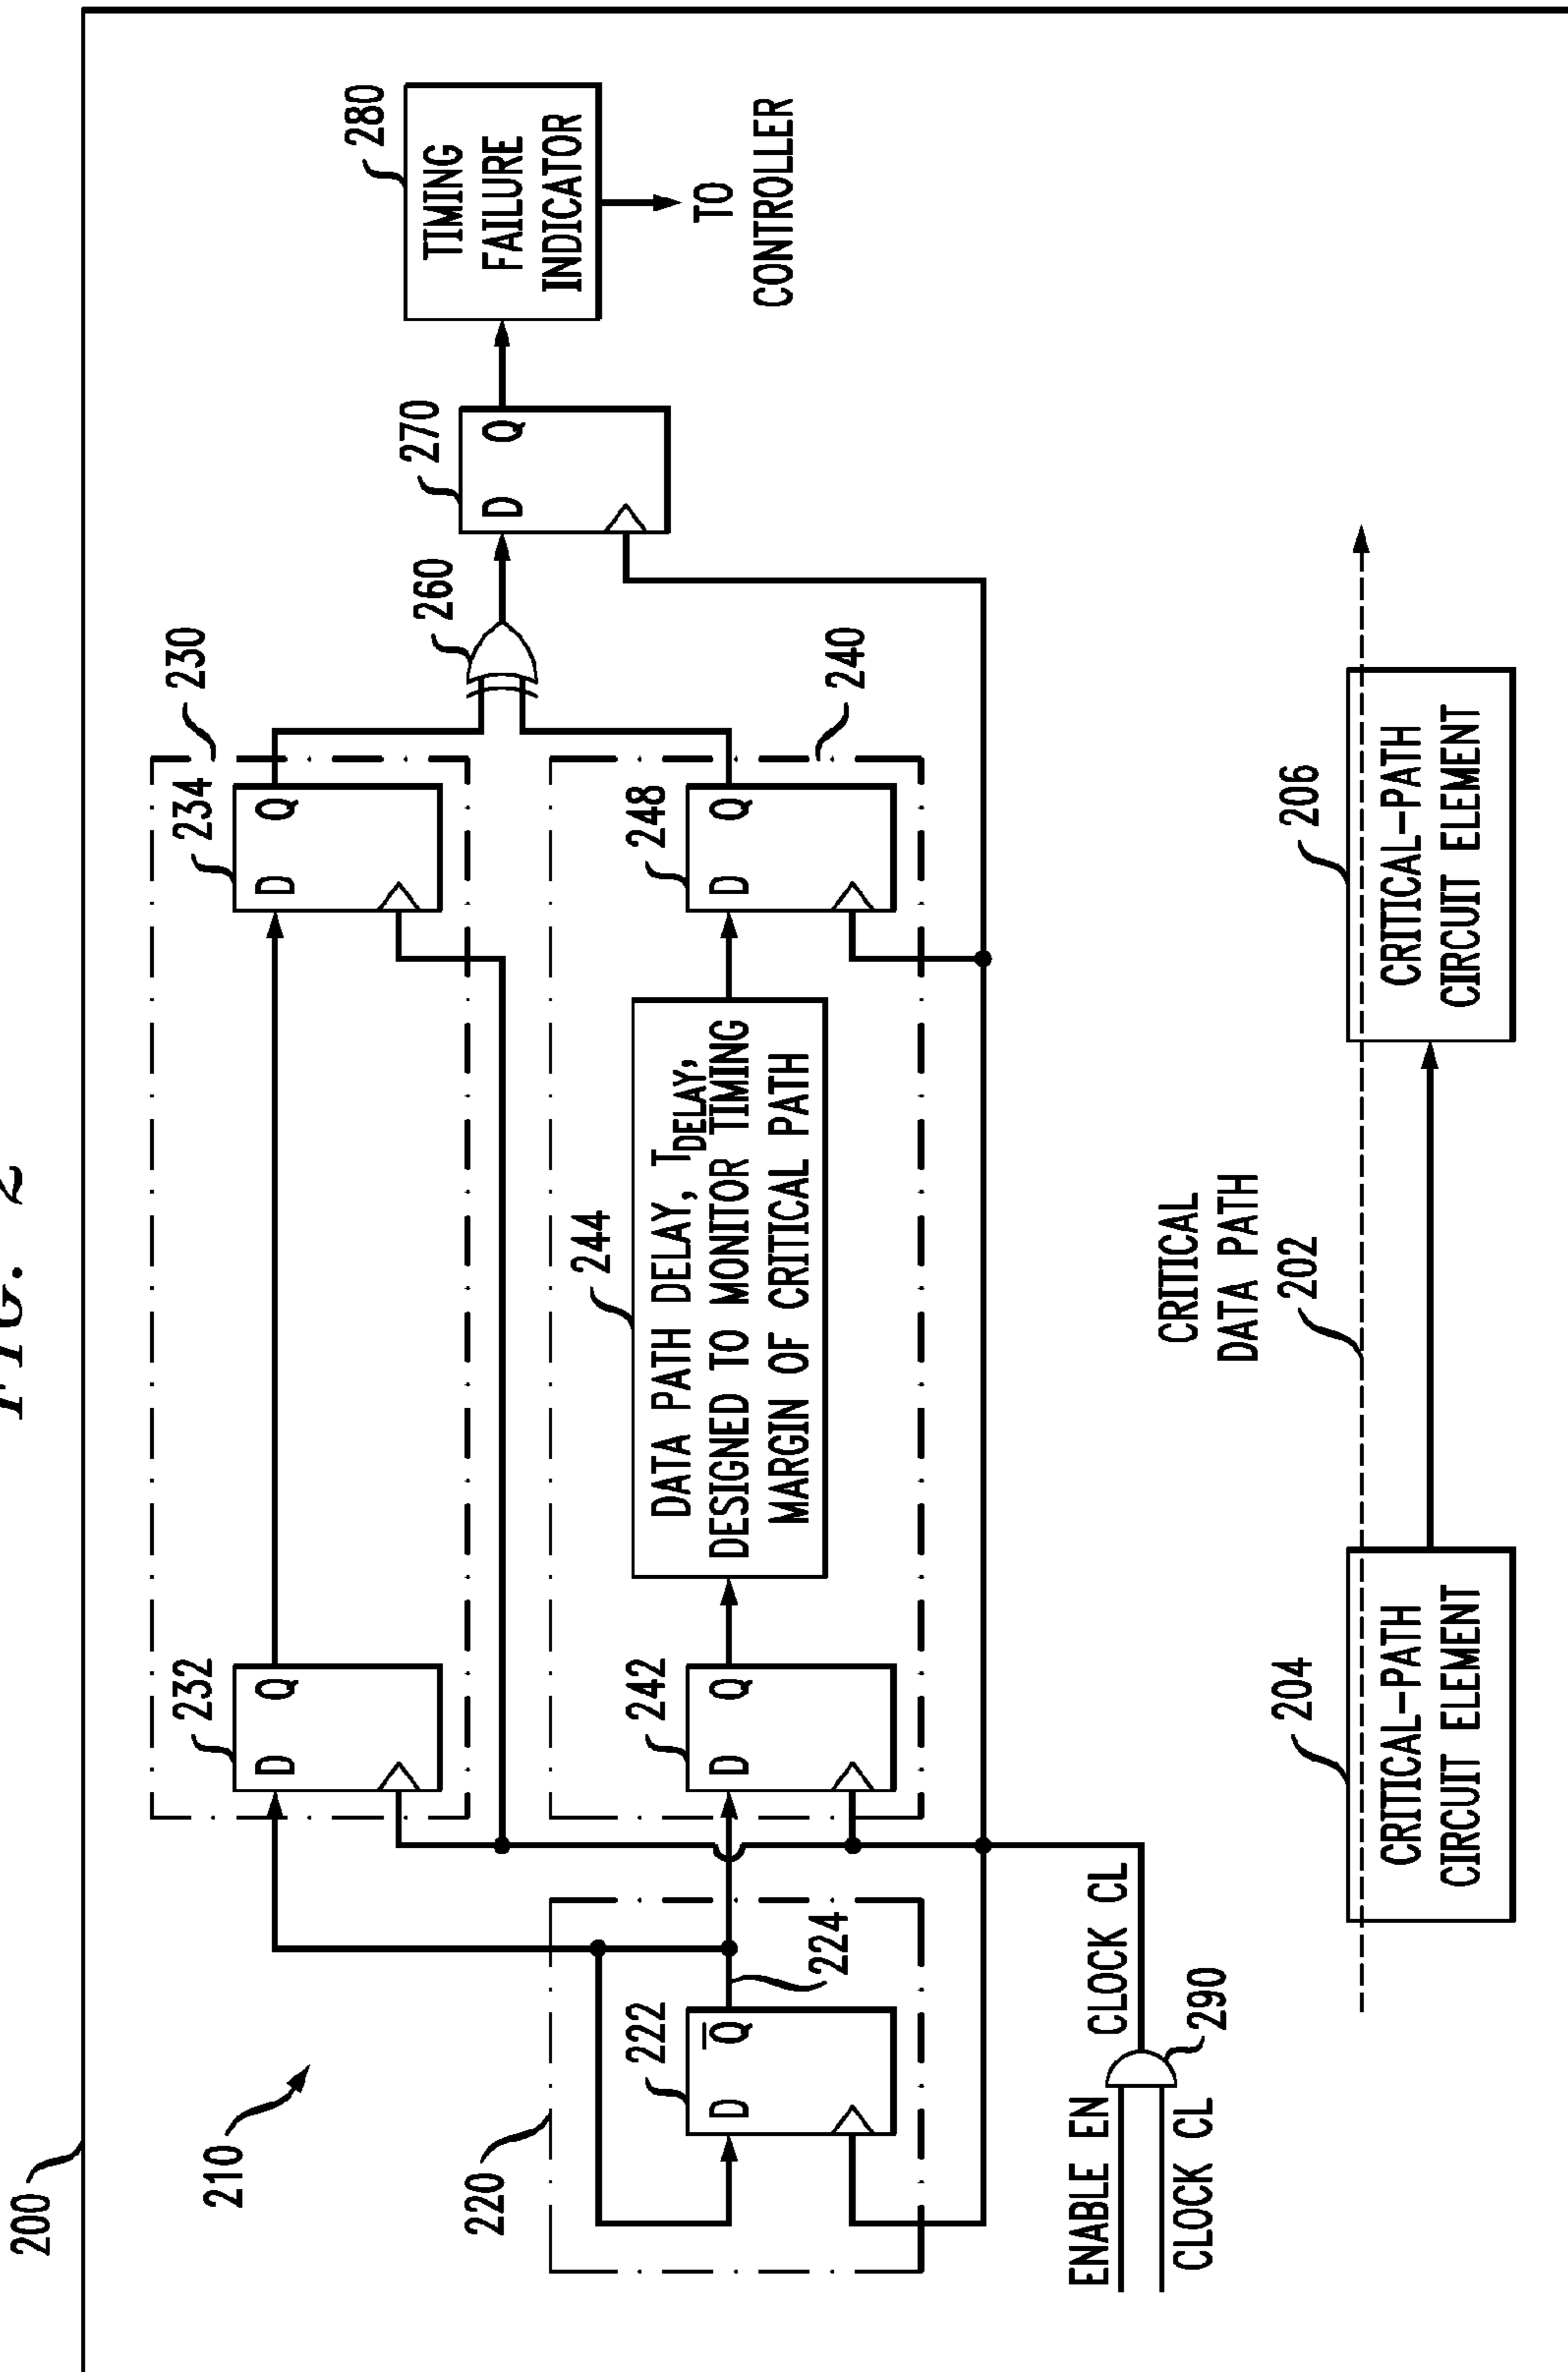 FIG. 2
200
210
230
232
D Q
234
D Q
220
222
D Q̅
224
240
242
D Q
244
DATA PATH DELAY, TDELAY,
DESIGNED TO MONITOR TIMING
MARGIN OF CRITICAL PATH
248
D Q
260
270
D Q
280
TIMING
FAILURE
INDICATOR
TO
CONTROLLER
ENABLE EN
CLOCK CL
290
CLOCK CL
CRITICAL
DATA PATH
202
204
CRITICAL-PATH
CIRCUIT ELEMENT
206
CRITICAL-PATH
CIRCUIT ELEMENT